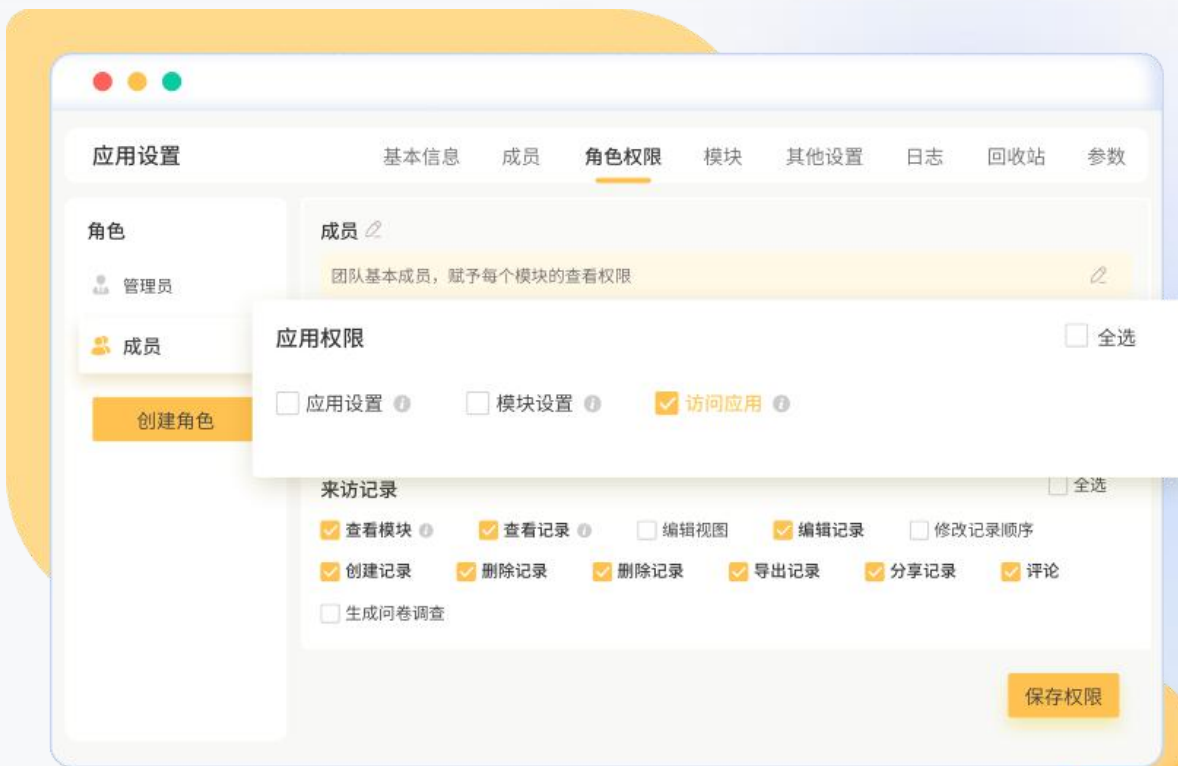 应用设置 基本信息 成员 角色权限 模块 其他设置 日志 回收站 参数
角色
管理员
成员
创建角色
成员
团队基本成员，赋予每个模块的查看权限
应用权限 全选
应用设置 模块设置 访问应用
来访记录 全选
查看模块 查看记录 编辑视图 编辑记录 修改记录顺序
创建记录 删除记录 删除记录 导出记录 分享记录 评论
生成问卷调查
保存权限